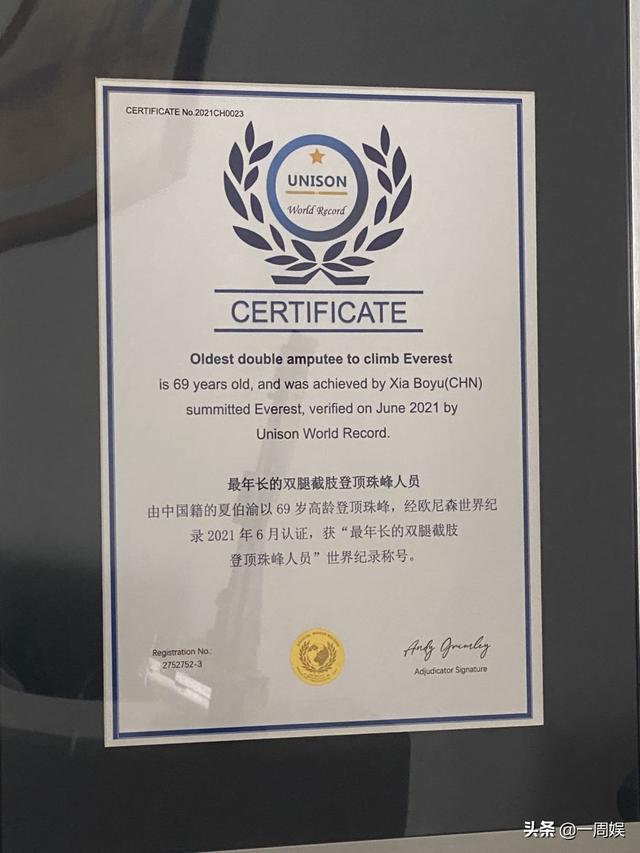 CERTIFICATE No.2021CH0023
UNISON
World Record
CERTIFICATE
Oldest double amputee to climb Everest
is 69 years old, and was achieved by Xia Boyu(CHN)
summitted Everest, verified on June 2021 by
Unison World Record.
最年长的双腿截肢登顶珠峰人员
由中国籍的夏伯渝以 69 岁高龄登顶珠峰，经欧尼森世界纪
录 2021 年 6 月认证，获“最年长的双腿截肢
登顶珠峰人员”世界纪录称号。
Registration No.:
2752752-3
Andy Grimley
Adjudicator Signature
头条 @一周娱